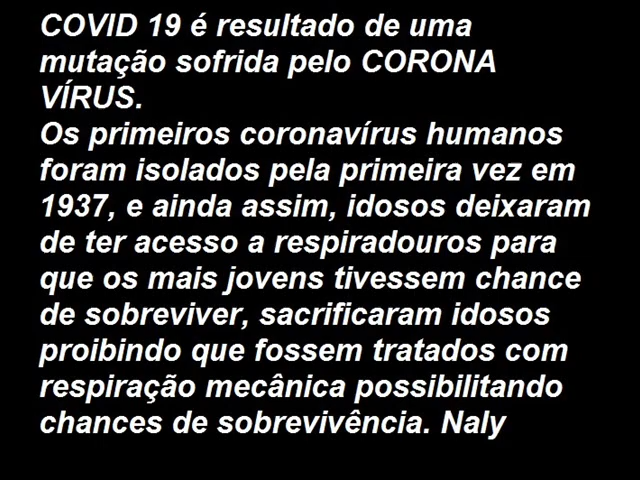 COVID 19 é resultado de uma
mutação sofrida pelo CORONA
VÍRUS.
Os primeiros coronavírus humanos
foram isolados pela primeira vez em
1937, e ainda assim, idosos deixaram
de ter acesso a respiradouros para
que os mais jovens tivessem chance
de sobreviver, sacrificaram idosos
proibindo que fossem tratados com
respiração mecânica possibilitando
chances de sobrevivência. Naly